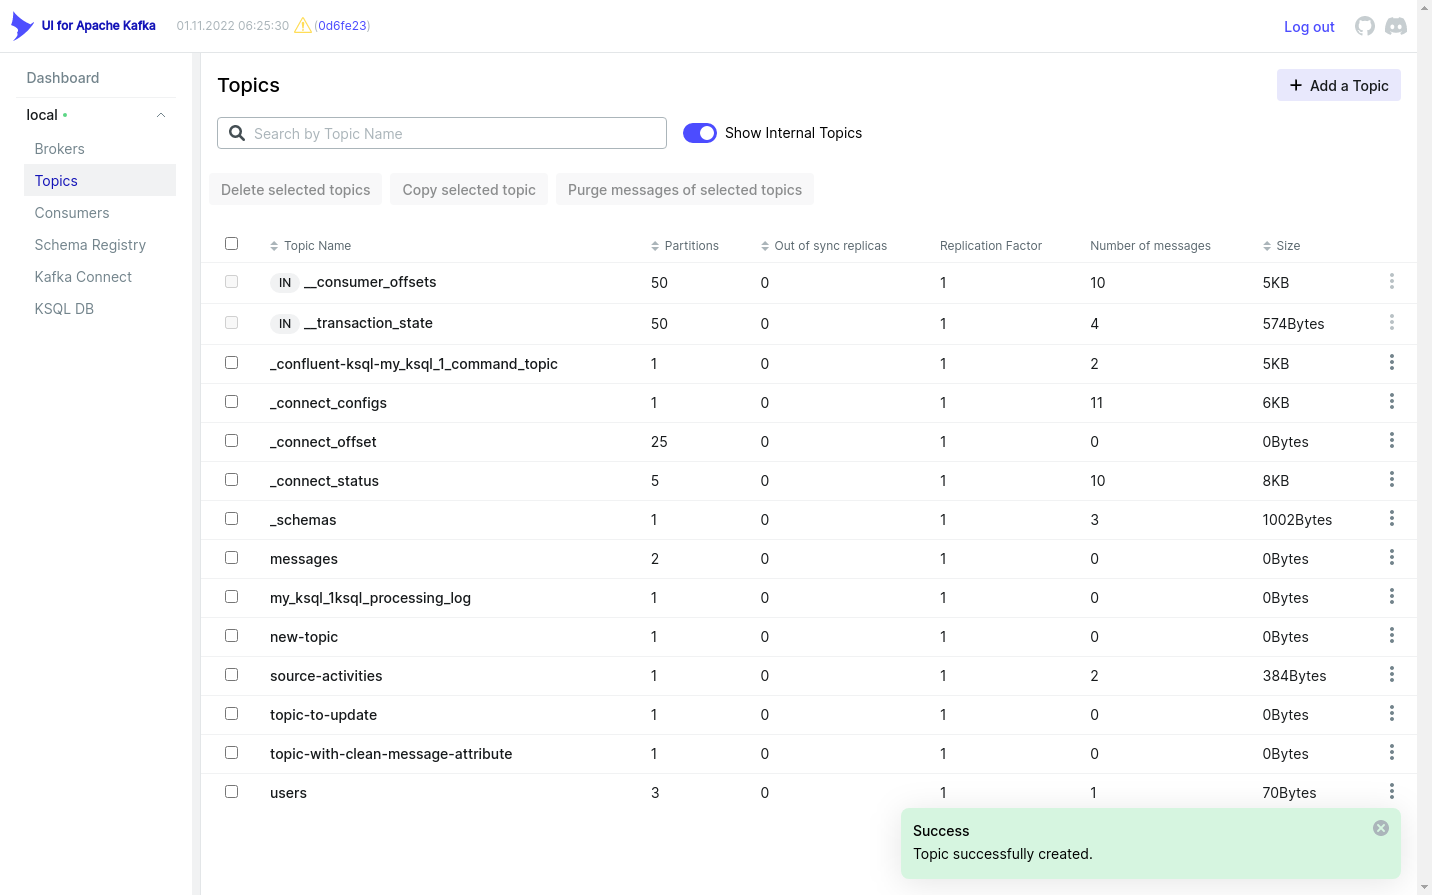 UI for Apache Kafka 01.11.2022 06:25:30 (0d6fe23) Log out
Dashboard
local
Brokers
Topics
Consumers
Schema Registry
Kafka Connect
KSQL DB
Topics
Add a Topic
Search by Topic Name
Show Internal Topics
Delete selected topics Copy selected topic Purge messages of selected topics
Topic Name Partitions Out of sync replicas Replication Factor Number of messages Size
IN __consumer_offsets 50 0 1 10 5KB
IN __transaction_state 50 0 1 4 574Bytes
_confluent-ksql-my_ksql_1_command_topic 1 0 1 2 5KB
_connect_configs 1 0 1 11 6KB
_connect_offset 25 0 1 0 0Bytes
_connect_status 5 0 1 10 8KB
_schemas 1 0 1 3 1002Bytes
messages 2 0 1 0 0Bytes
my_ksql_1ksql_processing_log 1 0 1 0 0Bytes
new-topic 1 0 1 0 0Bytes
source-activities 1 0 1 2 384Bytes
topic-to-update 1 0 1 0 0Bytes
topic-with-clean-message-attribute 1 0 1 0 0Bytes
users 3 0 1 1 70Bytes
Success
Topic successfully created.